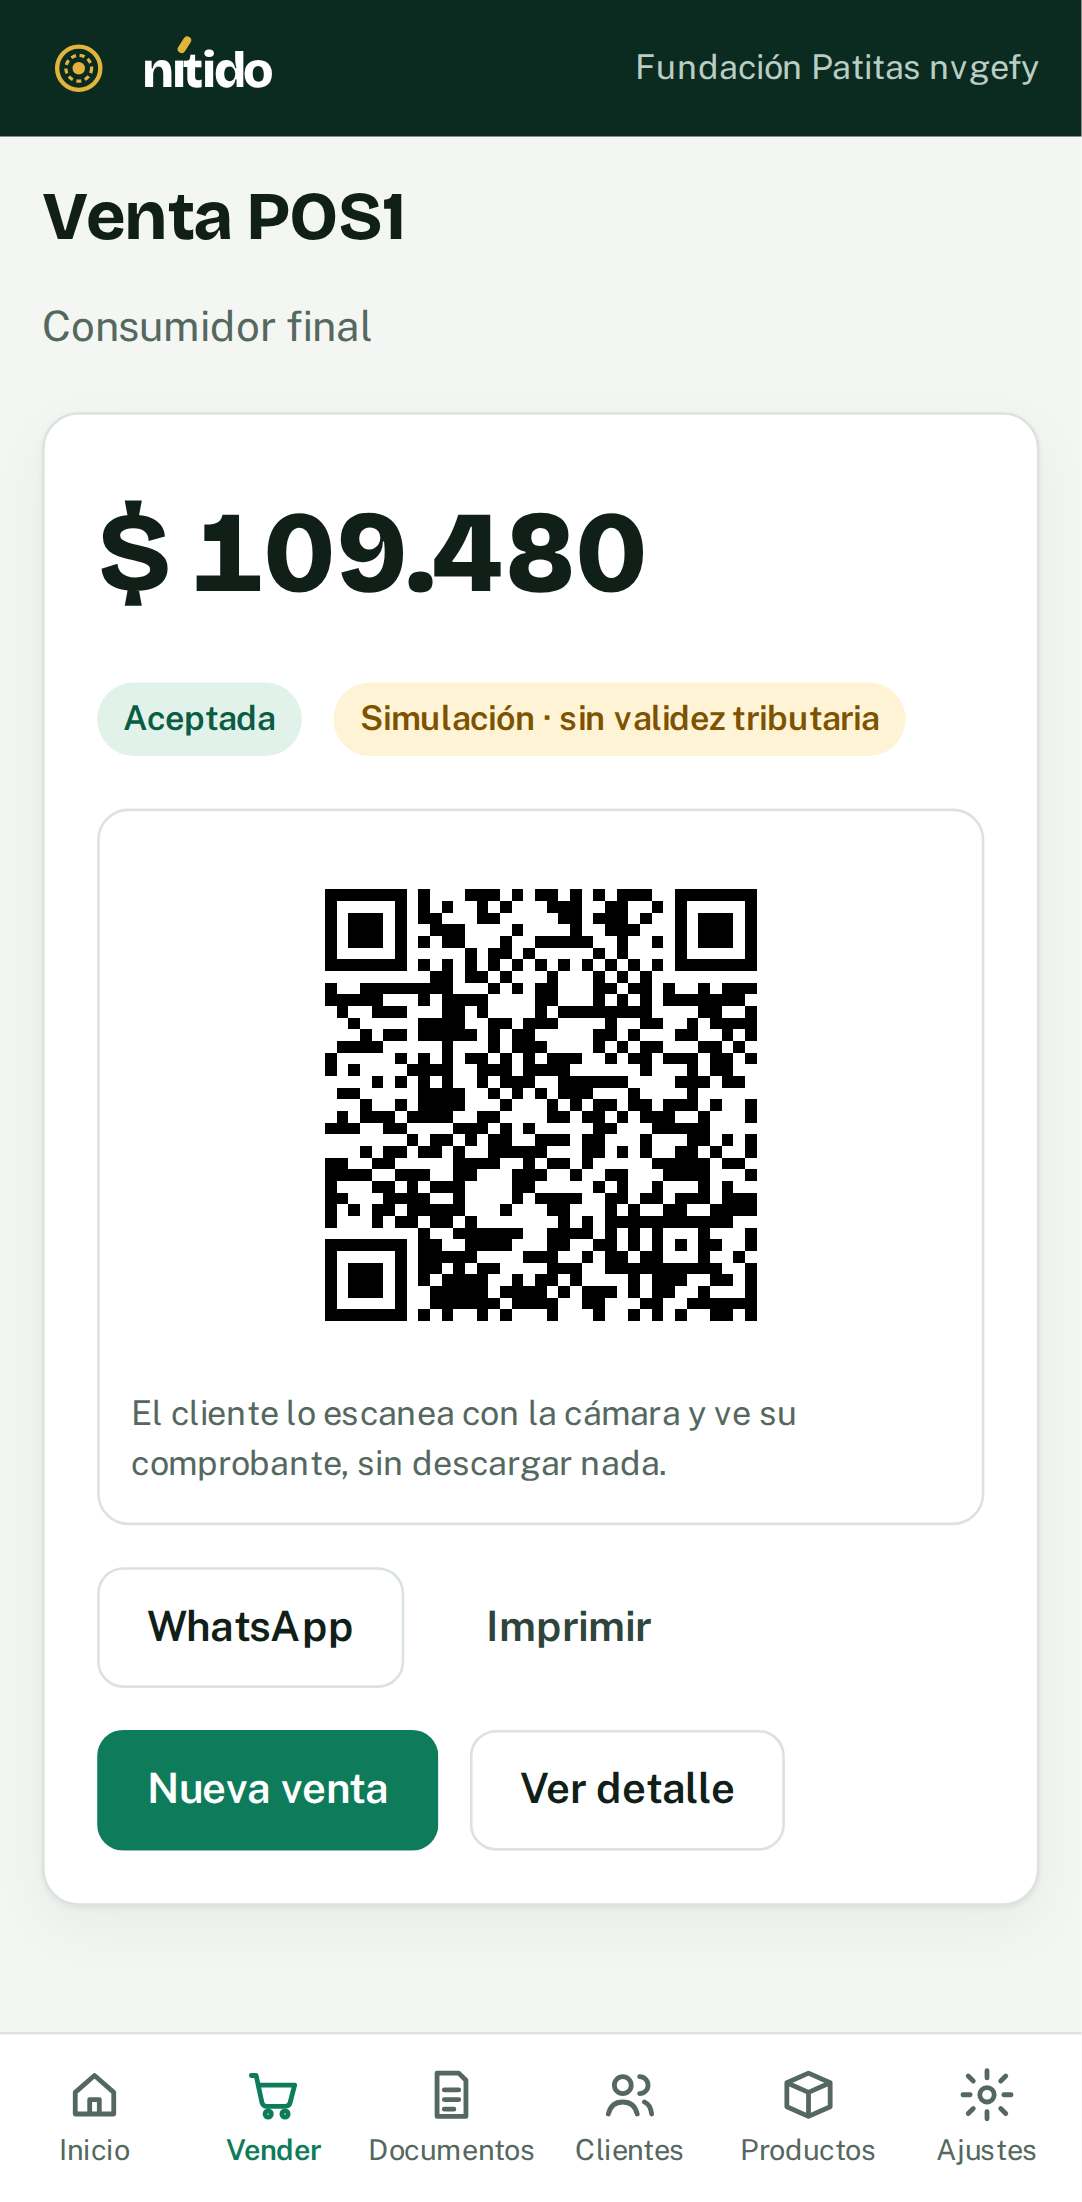 nítido
Fundación Patitas nvgefy
Venta POS1
Consumidor final
$ 109.480
Aceptada
Simulación · sin validez tributaria
El cliente lo escanea con la cámara y ve su
comprobante, sin descargar nada.
WhatsApp
Imprimir
Nueva venta
Ver detalle
Inicio
Vender
Documentos
Clientes
Productos
Ajustes